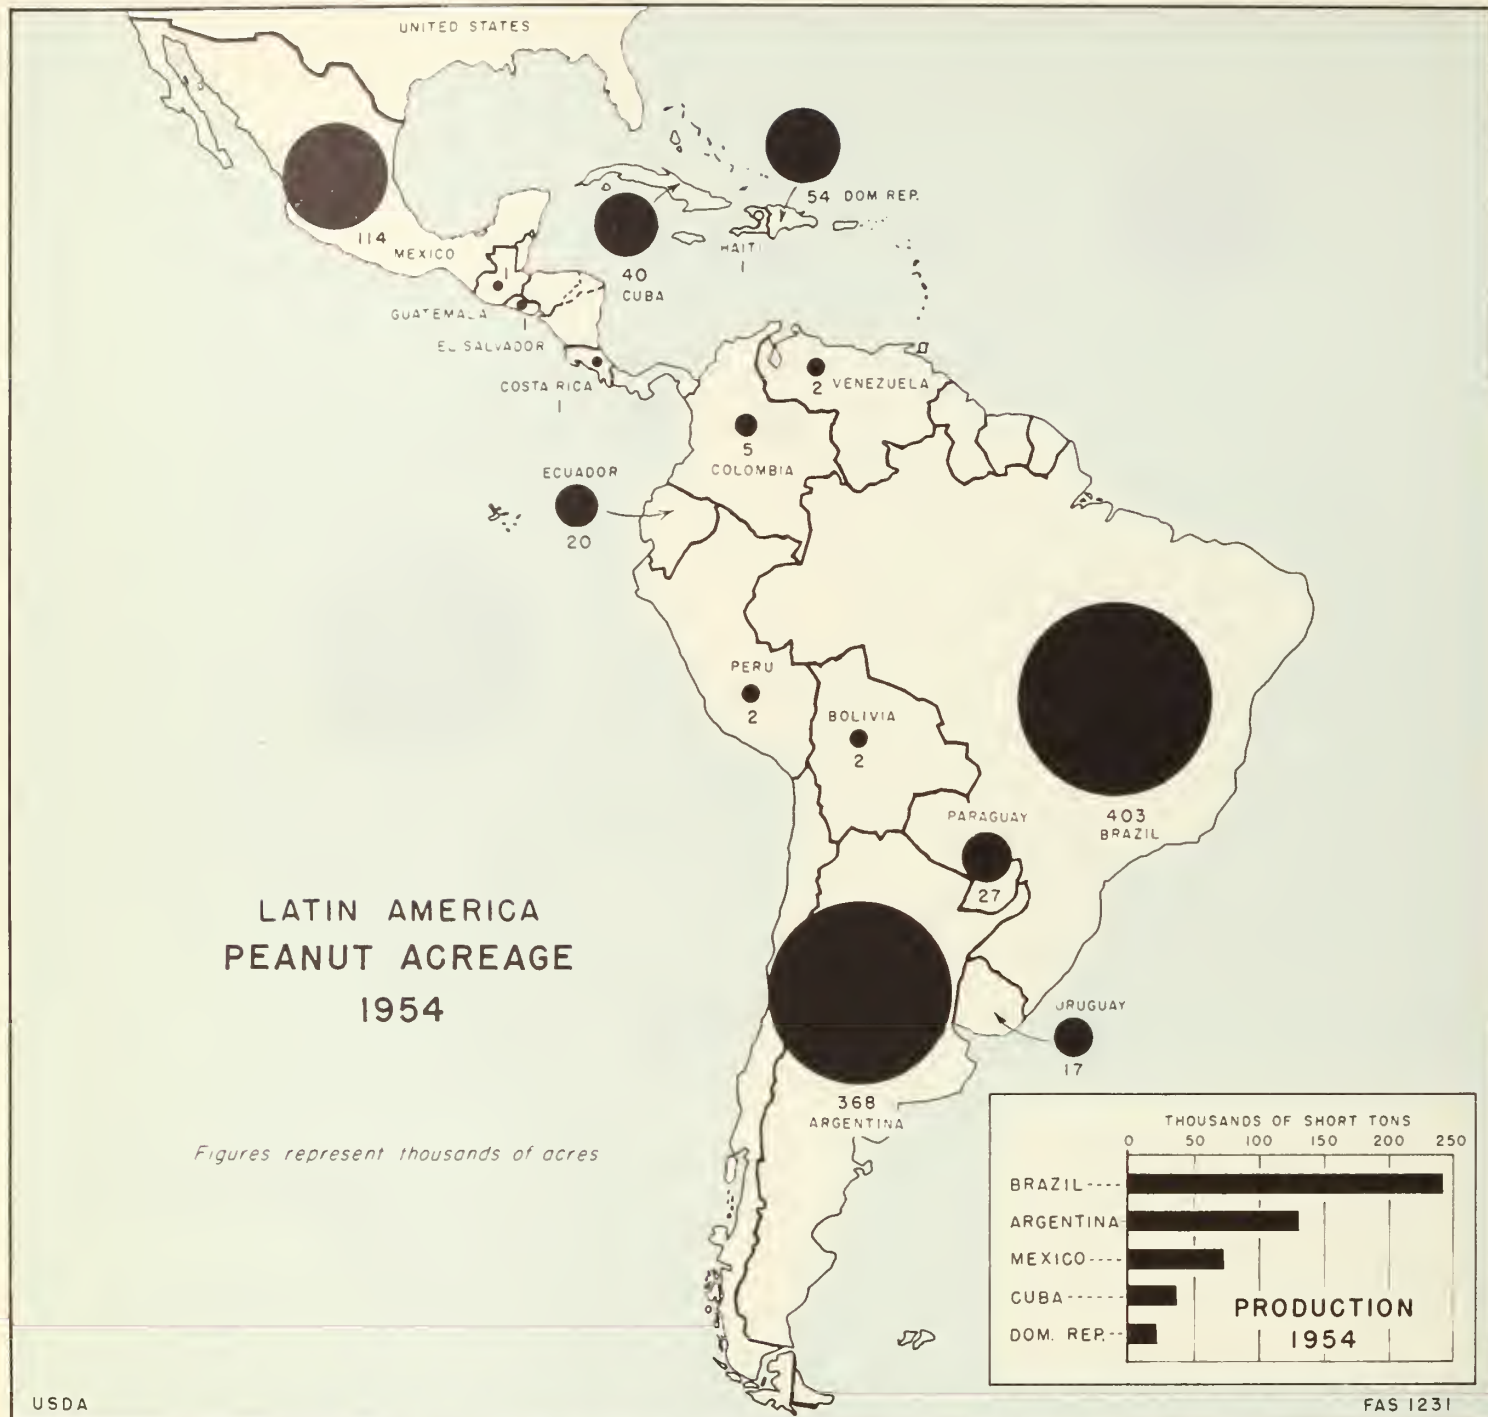 UNITED STATES
54 DOM REP.
114
MEXICO
HAITI
1
40
CUBA
1
GUATEMALA
1
EL SALVADOR
COSTA RICA
1
2 VENEZUELA
5
COLOMBIA
ECUADOR
20
PERU
2
BOLIVIA
2
403
BRAZIL
PARAGUAY
27
LATIN AMERICA
PEANUT ACREAGE
1954
URUGUAY
17
368
ARGENTINA
Figures represent thousands of acres
THOUSANDS OF SHORT TONS
0 50 100 150 200 250
BRAZIL----
ARGENTINA-
MEXICO----
CUBA------
DOM. REP.--
PRODUCTION
1954
USDA
FAS 1231